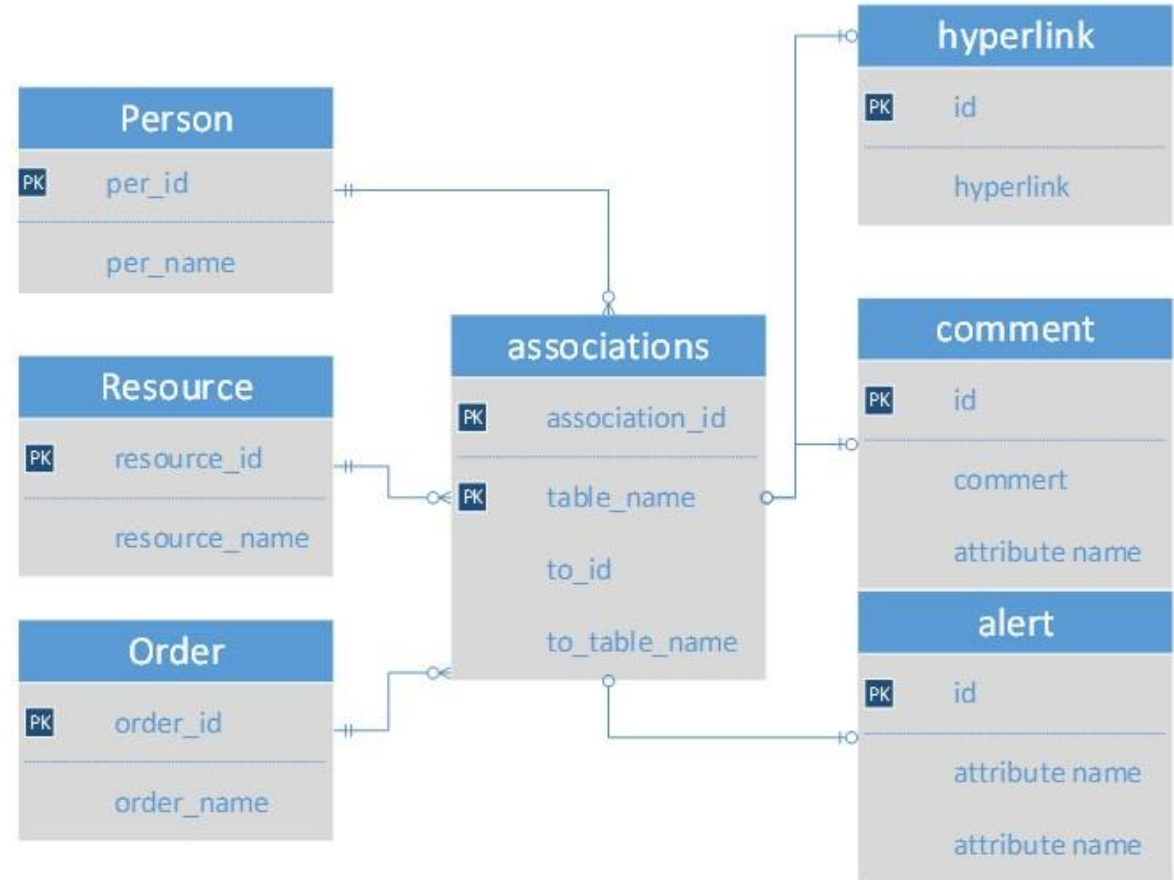 Person
PK per_id
per_name
Resource
PK resource_id
resource_name
Order
PK order_id
order_name
associations
PK association_id
PK table_name
to_id
to_table_name
hyperlink
PK id
hyperlink
comment
PK id
commert
attribute name
alert
PK id
attribute name
attribute name